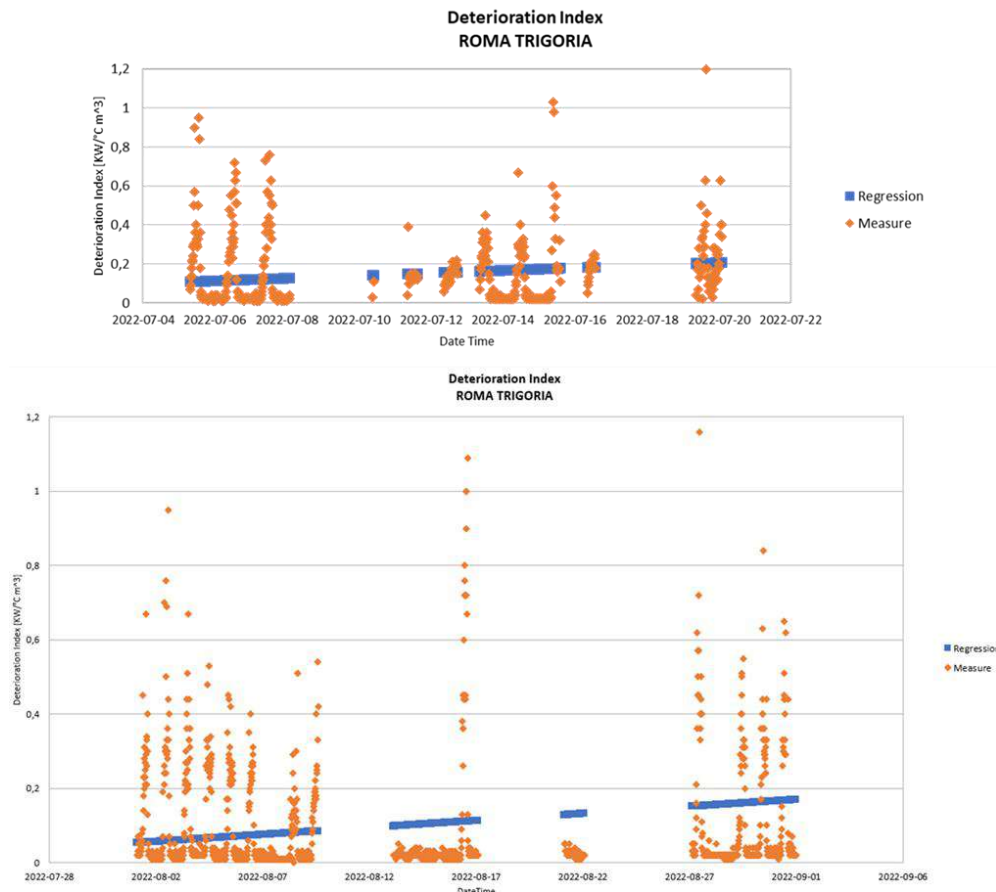 Deterioration Index
ROMA TRIGORIA
1,2
1
0,8
0,6
0,4
0,2
0
Deterioration Index [KW/°C m^3]
2022-07-04 2022-07-06 2022-07-08 2022-07-10 2022-07-12 2022-07-14 2022-07-16 2022-07-18 2022-07-20 2022-07-22
Date Time
Regression
Measure
Deterioration Index
ROMA TRIGORIA
1,2
1
0,8
0,6
0,4
0,2
0
Deterioration Index [KW/°C m^3]
2022-07-28 2022-08-02 2022-08-07 2022-08-12 2022-08-17 2022-08-22 2022-08-27 2022-09-01 2022-09-06
DateTime
Regression
Measure